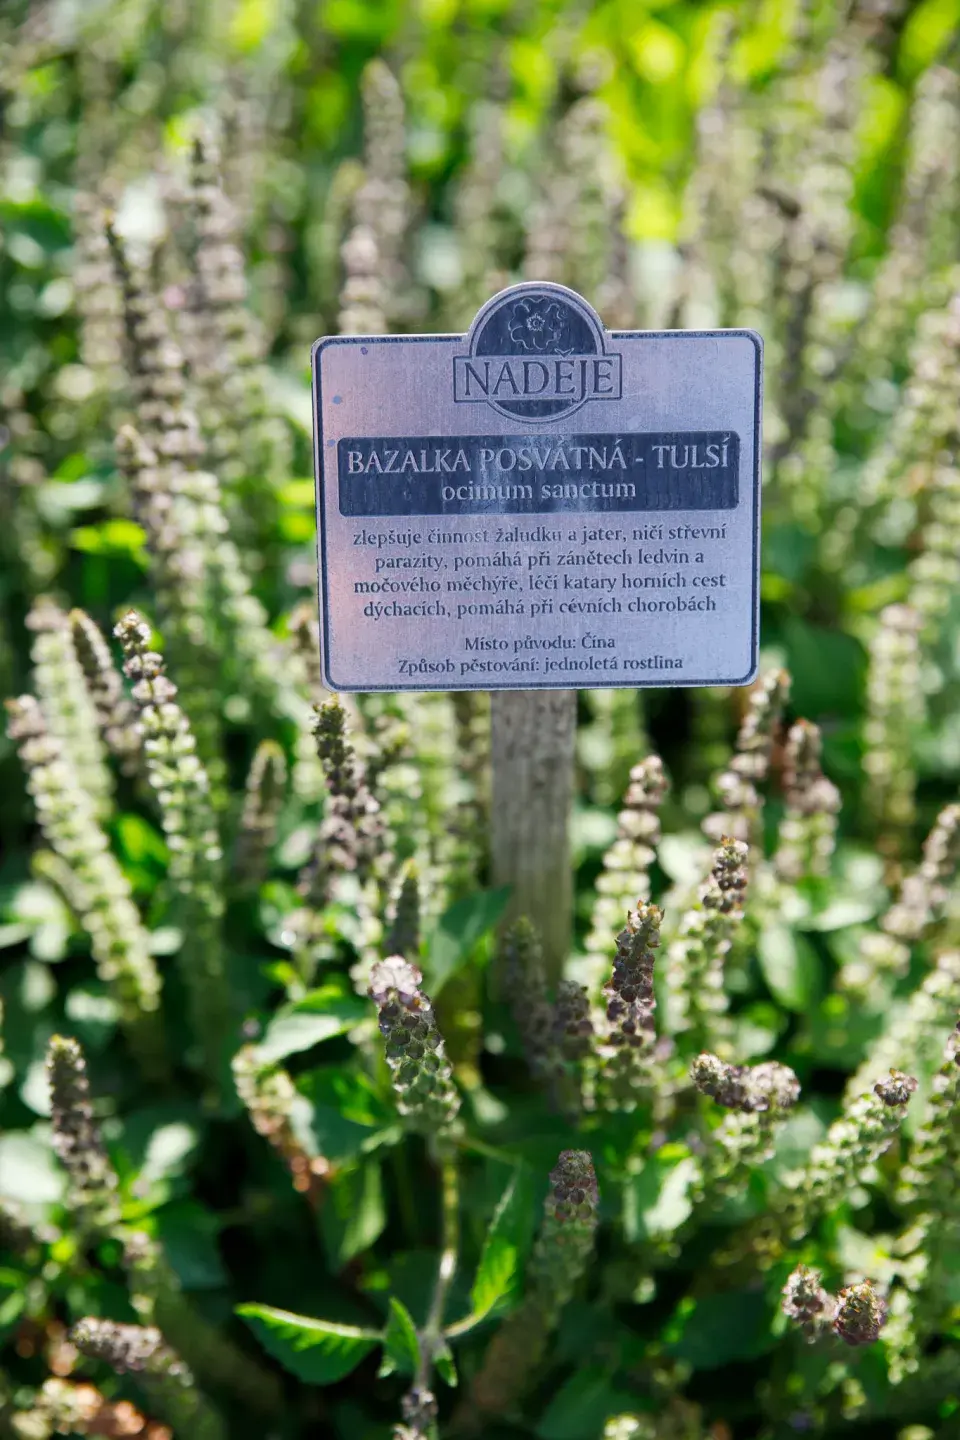 NADĚJE
BAZALKA POSVÁTNÁ - TULSÍ
ocimum sanctum
zlepšuje činnost žaludku a jater, ničí střevní
parazity, pomáhá při zánětech ledvin a
močového měchýře, léčí katary horních cest
dýchacích, pomáhá při cévních chorobách
Místo původu: Čína
Způsob pěstování: jednoletá rostlina